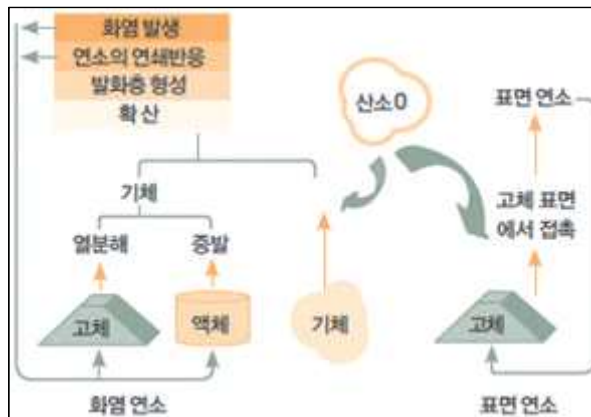 화염 발생
연소의 연쇄반응
발화층 형성
확 산
산소 0
표면 연소
기체
고체 표면
에서 접촉
열분해
증발
고체
액체
기체
고체
화염 연소
표면 연소